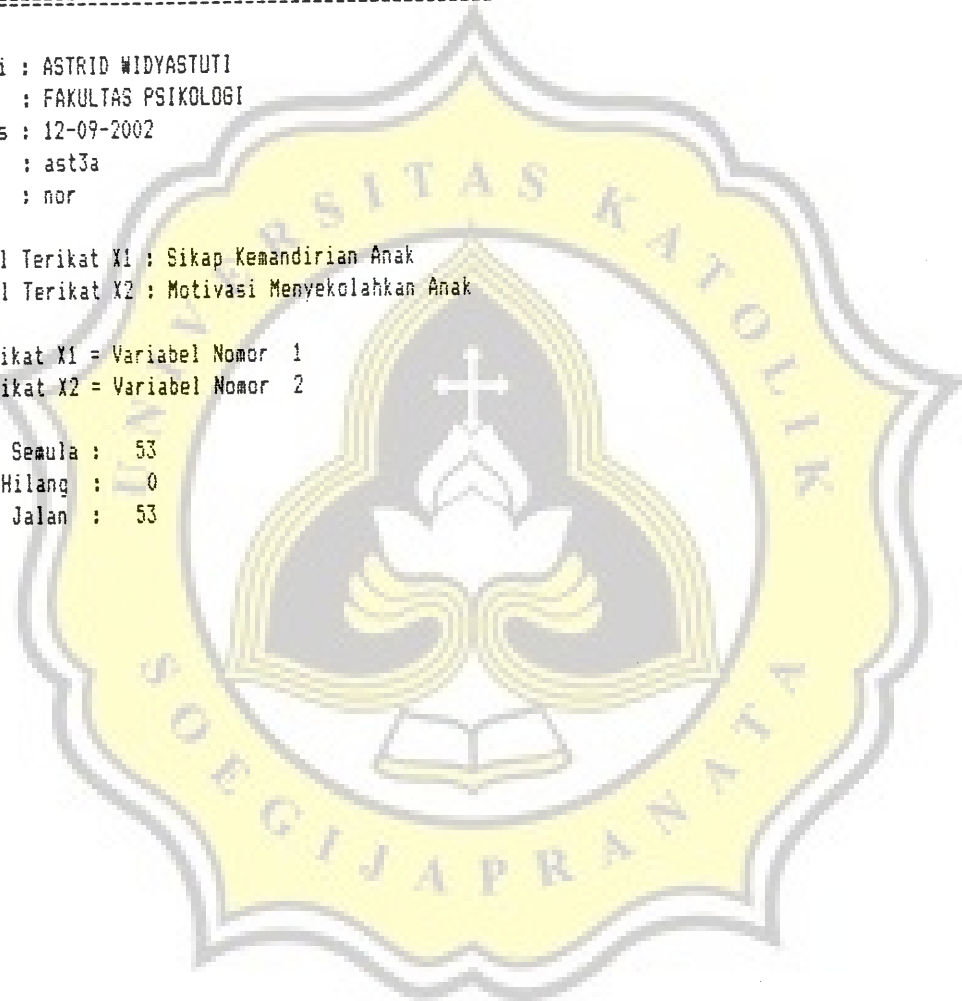 i : ASTRID WIDYASTUTI
: FAKULTAS PSIKOLOGI
s : 12-09-2002
: ast3a
: nor
l Terikat X1 : Sikap Kemandirian Anak
l Terikat X2 : Motivasi Menyekolahkan Anak
ikat X1 = Variabel Nomor 1
ikat X2 = Variabel Nomor 2
Semula : 53
Hilang : 0
Jalan : 53
UNIVERSITAS KATOLIK
SOEGIJAPRANATA